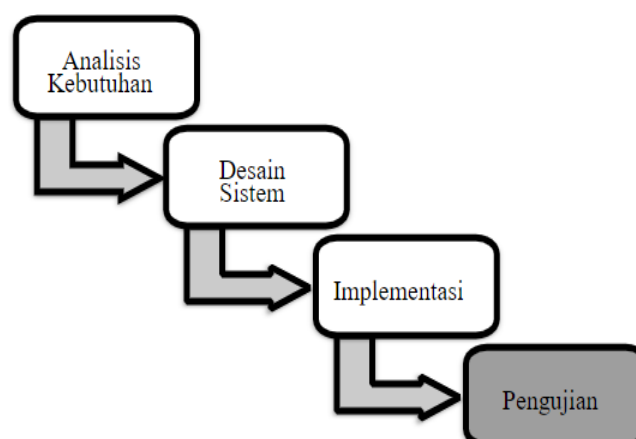 Analisis
Kebutuhan
Desain
Sistem
Implementasi
Pengujian